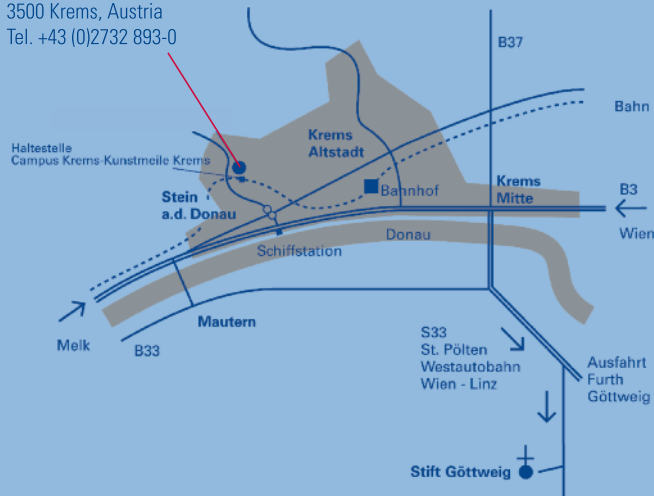 3500 Krems, Austria
Tel. +43 (0)2732 893-0
B37
Bahn
Krems
Altstadt
Haltestelle
Campus Krems-Kunstmeile Krems
Stein
a.d. Donau
Bahnhof
Krems
Mitte
B3
Wien
Donau
Schiffstation
Mautern
Melk
B33
S33
St. Pölten
Westautobahn
Wien - Linz
Ausfahrt
Furth
Göttweig
Stift Göttweig